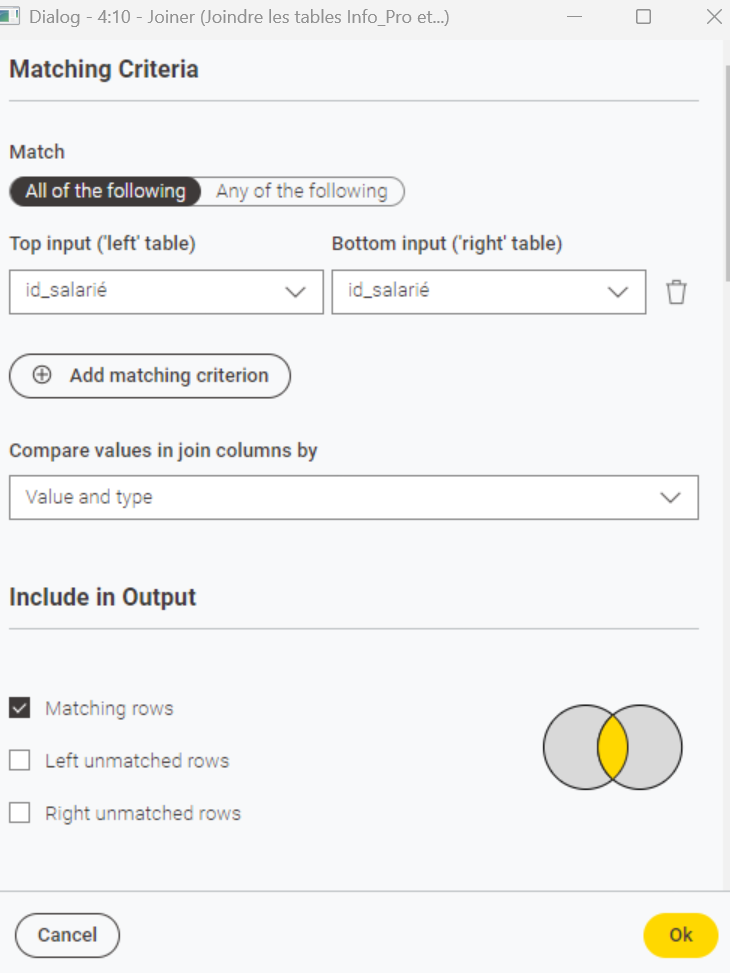 Dialog - 4:10 - Joiner (Joindre les tables Info_Pro et...)
Matching Criteria
Match
All of the following Any of the following
Top input ('left' table) Bottom input ('right' table)
id_salarié id_salarié
Add matching criterion
Compare values in join columns by
Value and type
Include in Output
Matching rows
Left unmatched rows
Right unmatched rows
Cancel Ok